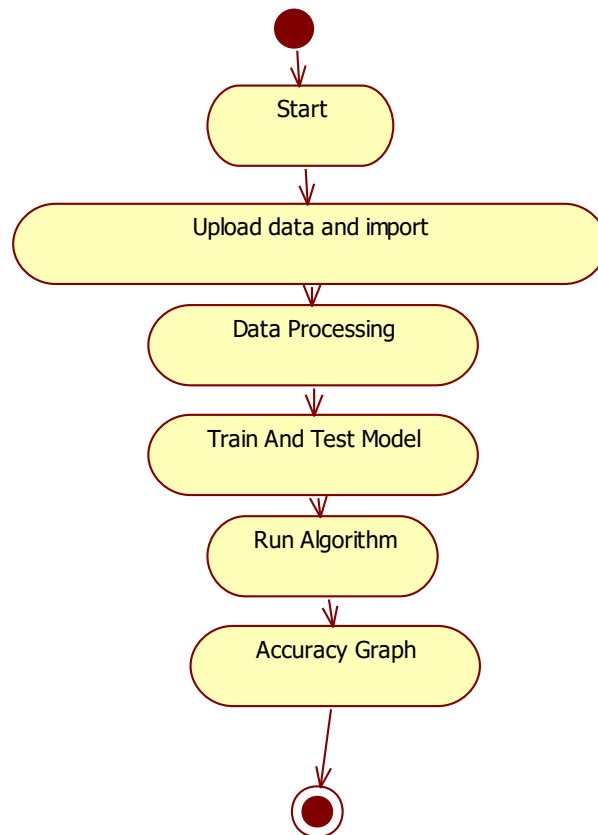 Start
Upload data and import
Data Processing
Train And Test Model
Run Algorithm
Accuracy Graph